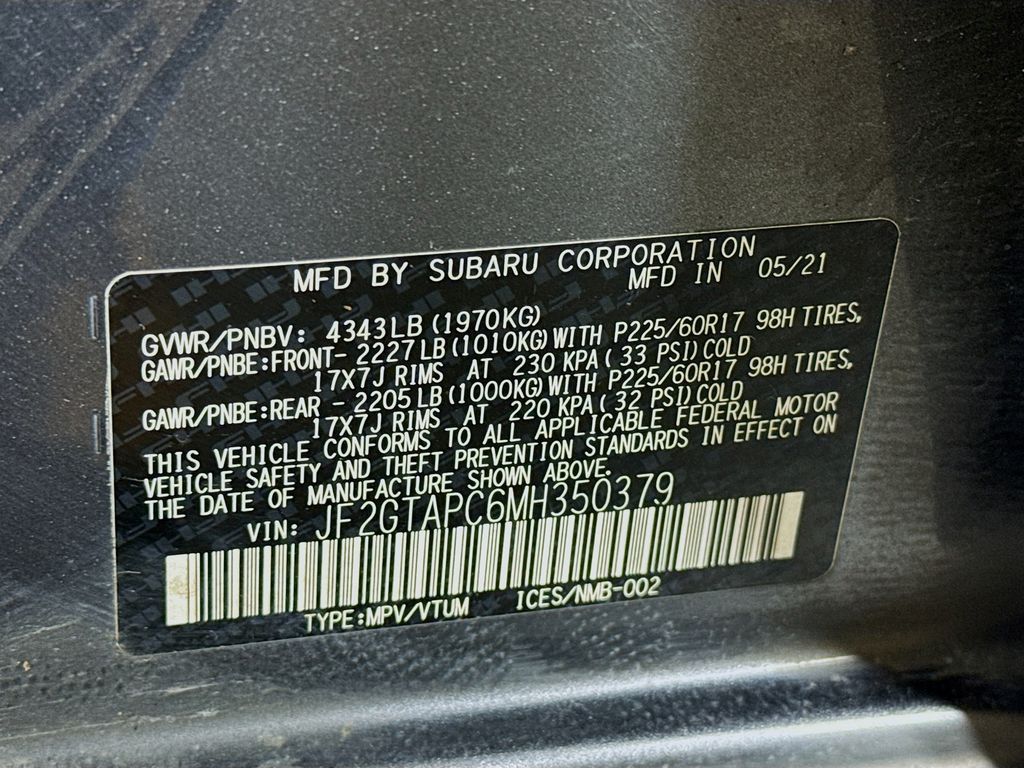 MFD BY SUBARU CORPORATION
MFD IN 05/21
GVWR/PNBV: 4343LB (1970KG)
GAWR/PNBE:FRONT- 2227 LB (1010KG) WITH P225/60R17 98H TIRES,
17X7J RIMS AT 230 KPA ( 33 PSI) COLD
GAWR/PNBE:REAR - 2205 LB (1000KG) WITH P225/60R17 98H TIRES,
17X7J RIMS AT 220 KPA ( 32 PSI) COLD
THIS VEHICLE CONFORMS TO ALL APPLICABLE FEDERAL MOTOR
VEHICLE SAFETY AND THEFT PREVENTION STANDARDS IN EFFECT ON
THE DATE OF MANUFACTURE SHOWN ABOVE.
VIN: JF2GTAPC6MH350379
TYPE:MPV/VTUM ICES/NMB-002